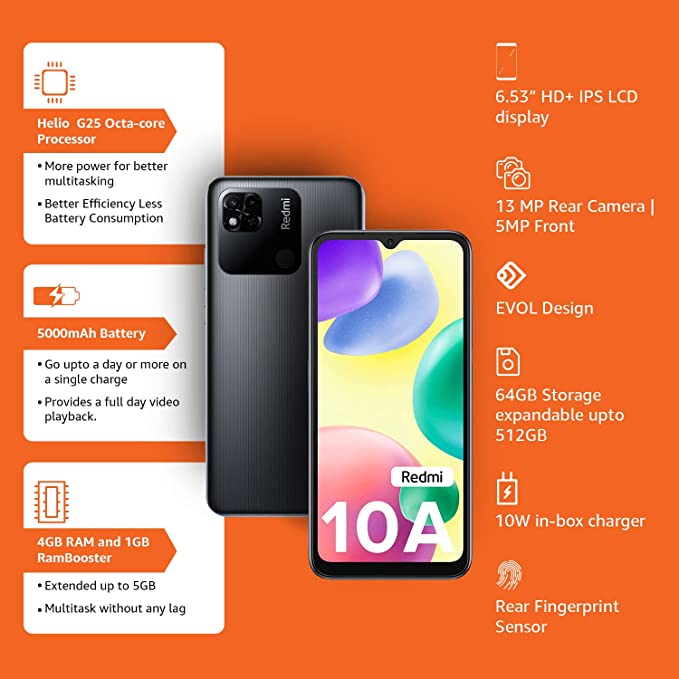 Helio G25 Octa-core
Processor
• More power for better
multitasking
• Better Efficiency Less
Battery Consumption
5000mAh Battery
• Go upto a day or more on
a single charge
• Provides a full day video
playback.
4GB RAM and 1GB
RamBooster
• Extended up to 5GB
• Multitask without any lag
Redmi
Redmi
10A
6.53” HD+ IPS LCD
display
13 MP Rear Camera |
5MP Front
EVOL Design
64GB Storage
expandable upto
512GB
10W in-box charger
Rear Fingerprint
Sensor